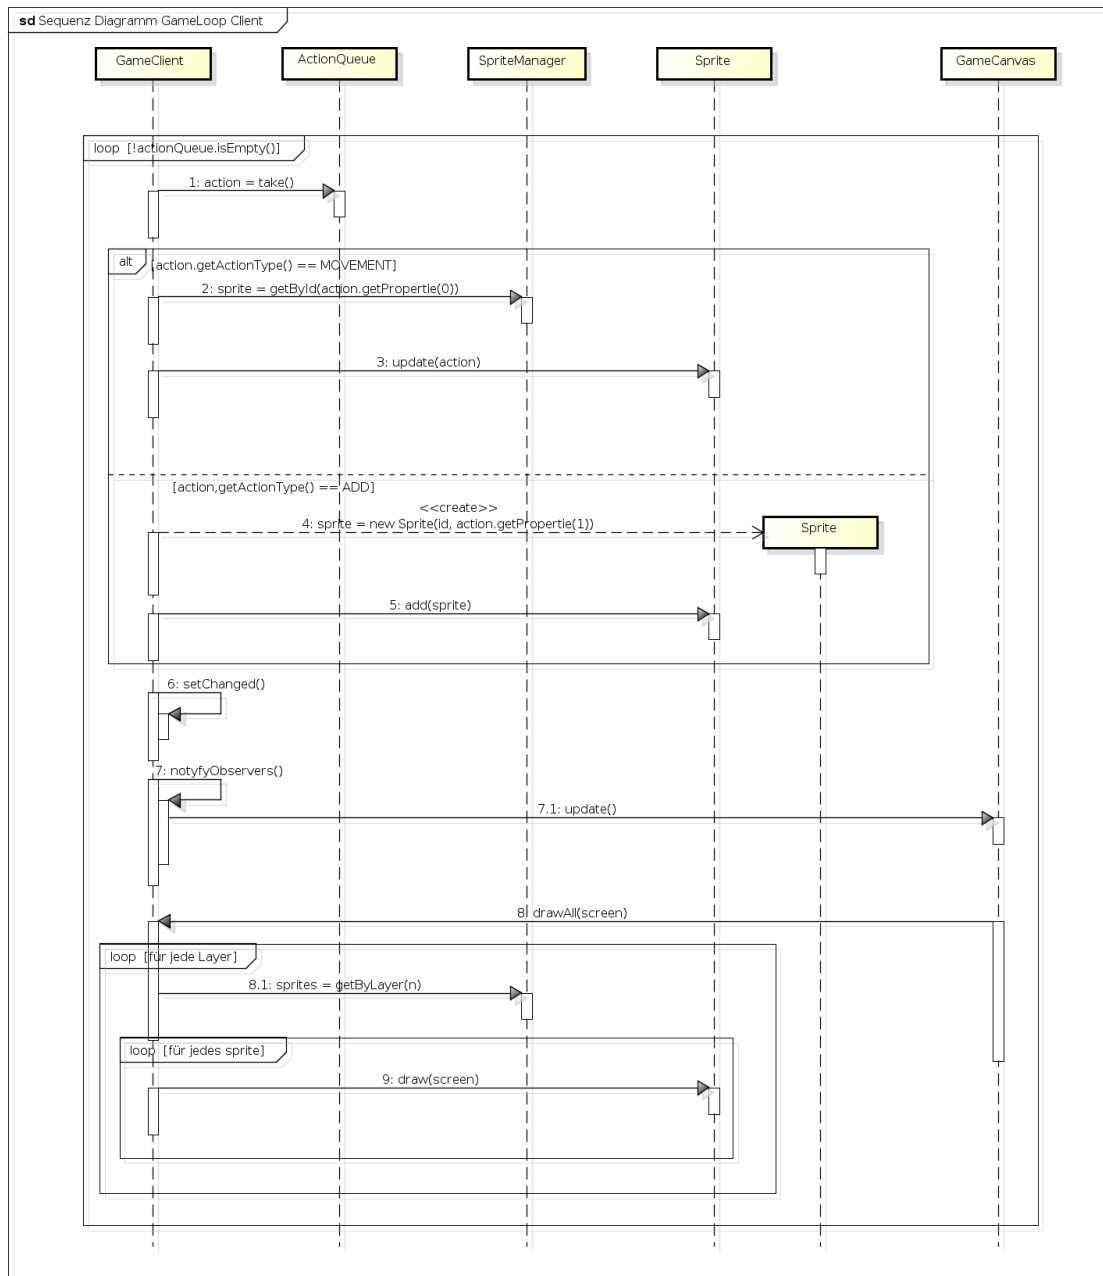 sd Sequenz Diagramm GameLoop Client
GameClient ActionQueue SpriteManager Sprite GameCanvas
loop [!actionQueue.isEmpty()]
1: action = take()
alt [action.getActionType() == MOVEMENT]
2: sprite = getById(action.getPropertie(0))
3: update(action)
[action,getActionType() == ADD]
<<create>>
4: sprite = new Sprite(id, action.getPropertie(1))
Sprite
5: add(sprite)
6: setChanged()
7: notyfyObservers()
7.1: update()
8: drawAll(screen)
loop [für jede Layer]
8.1: sprites = getByLayer(n)
loop [für jedes sprite]
9: draw(screen)